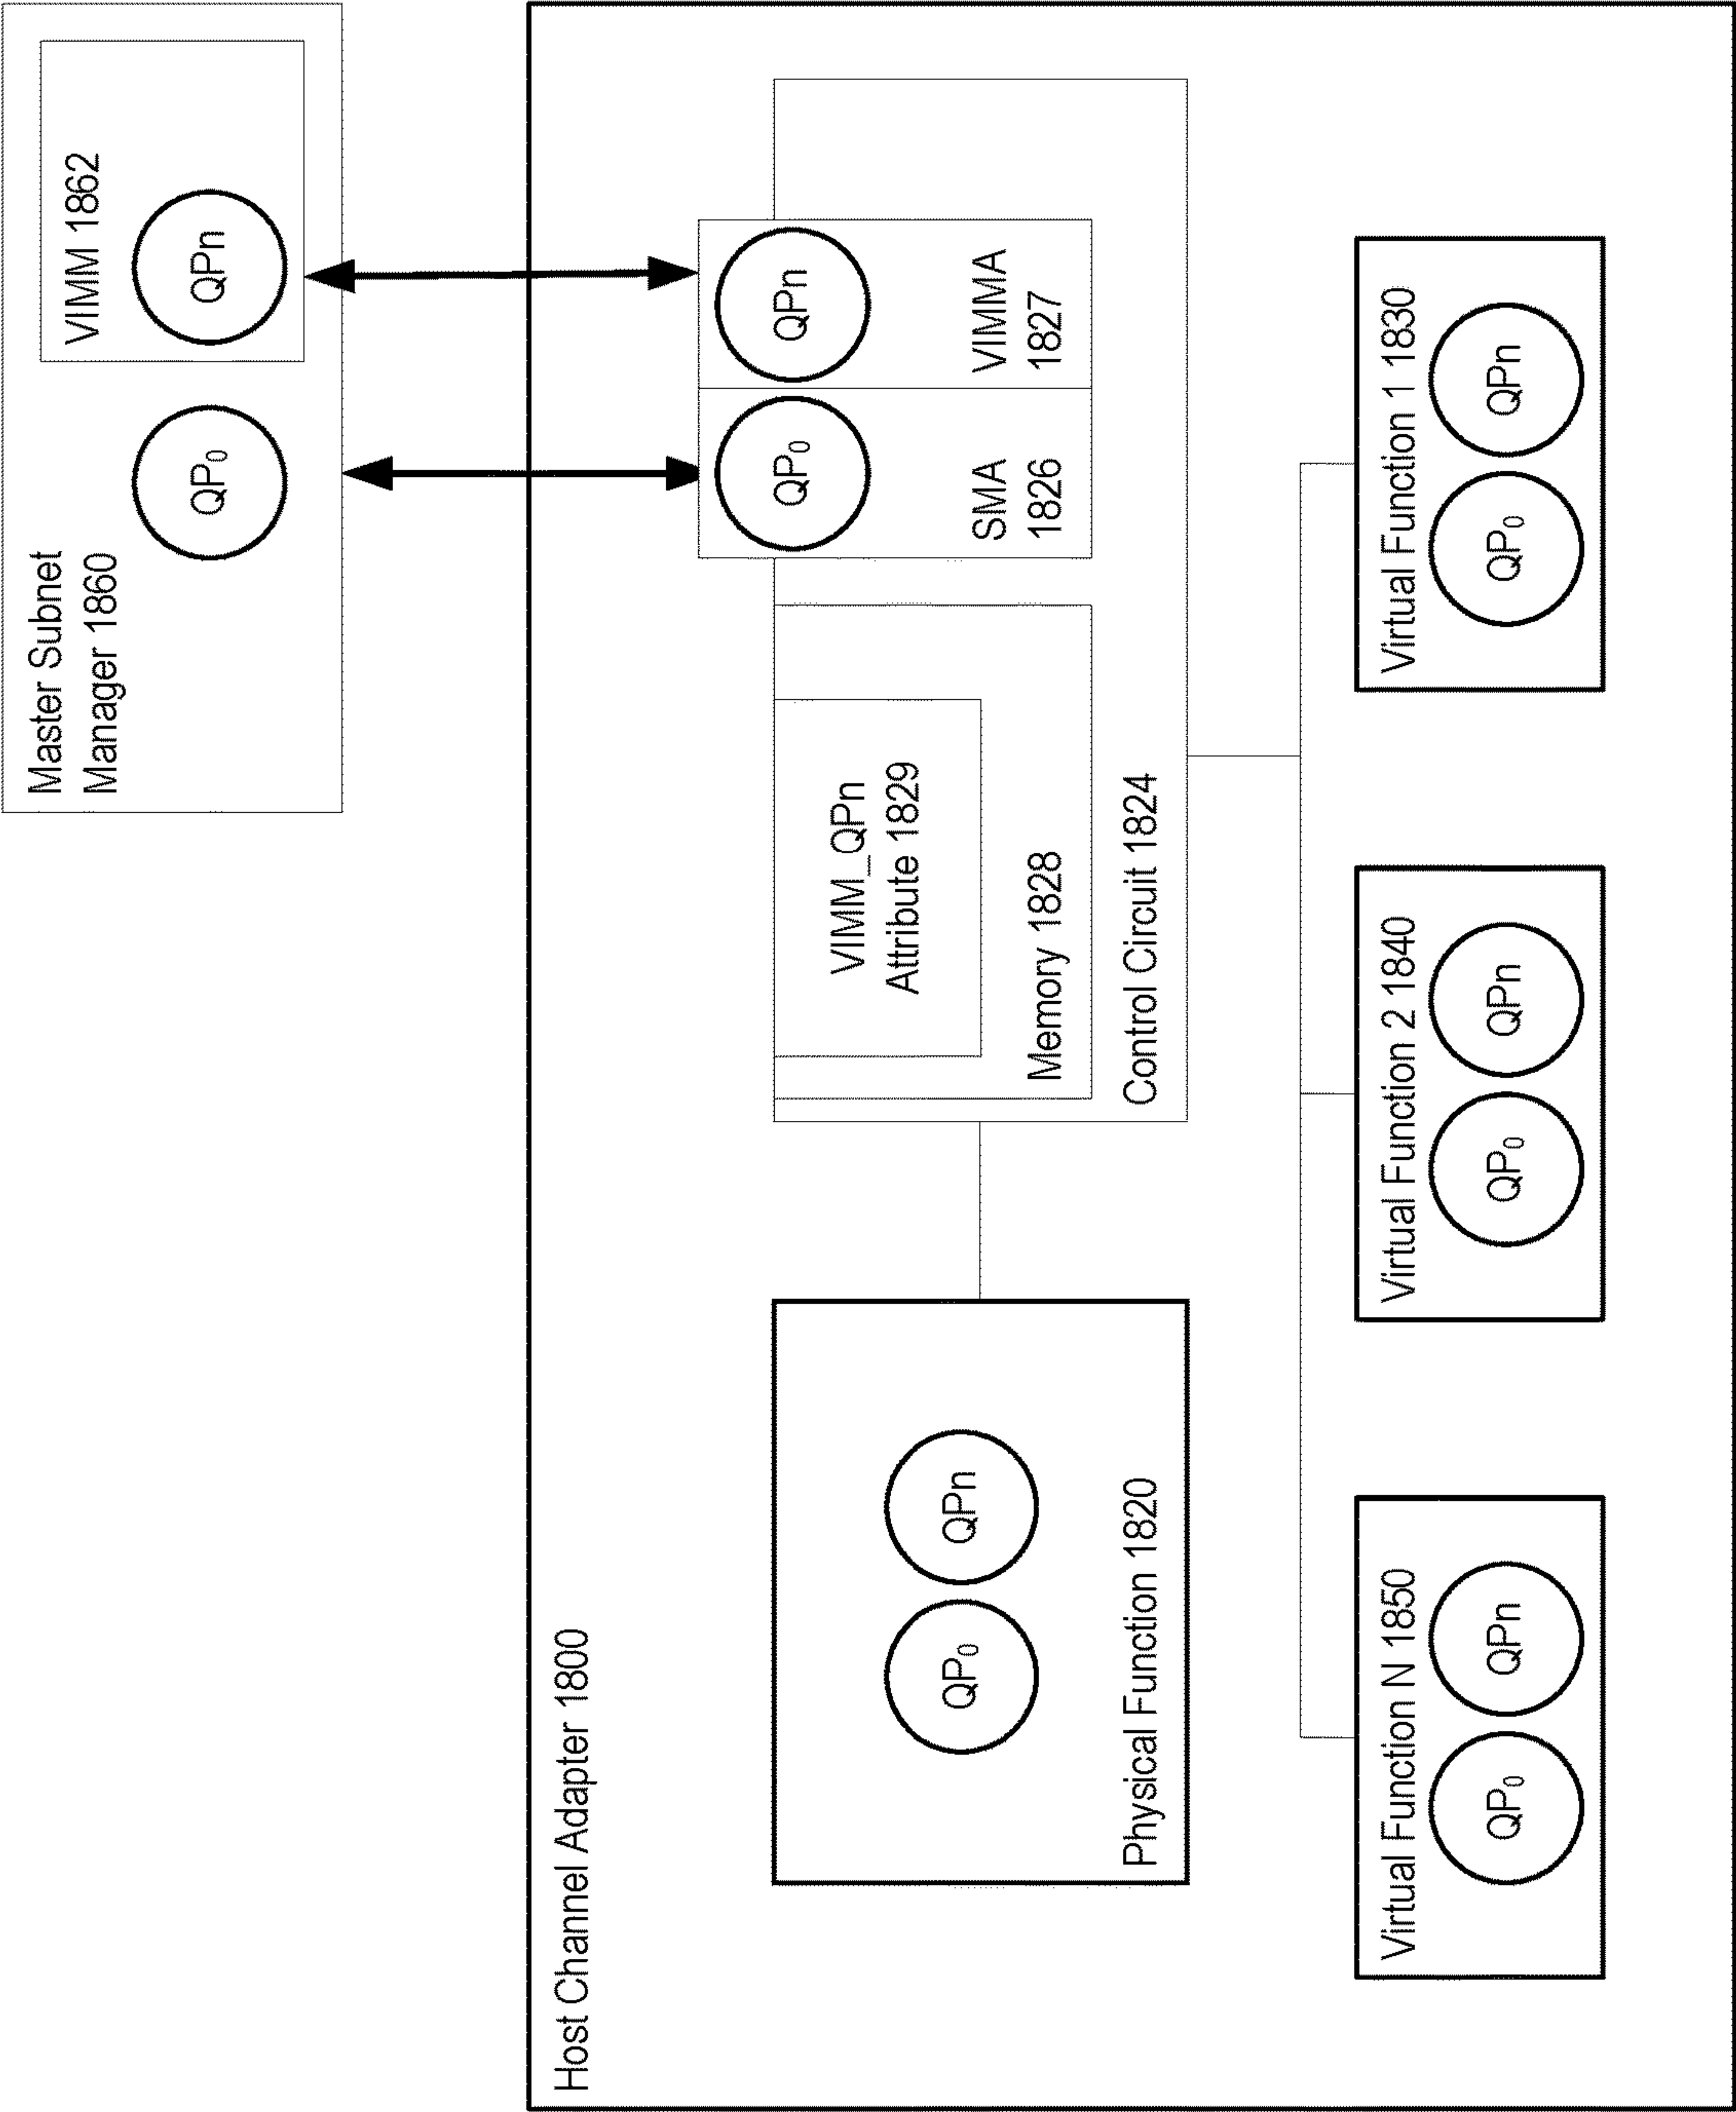 Master Subnet
Manager 1860
QP0
VIMM 1862
QPn
Host Channel Adapter 1800
QP0
QPn
Physical Function 1820
VIMM_QPn
Attribute 1829
Memory 1828
Control Circuit 1824
QP0
SMA
1826
QPn
VIMMA
1827
Virtual Function N 1850
QP0
QPn
Virtual Function 2 1840
QP0
QPn
Virtual Function 1 1830
QP0
QPn